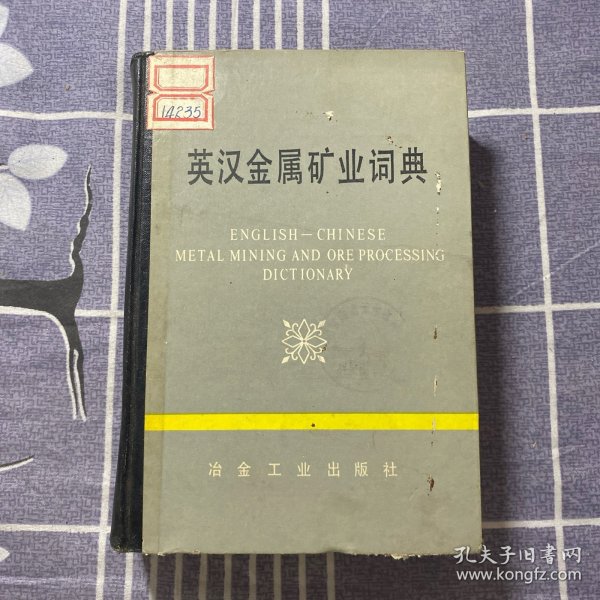 14235
英汉金属矿业词典
ENGLISH—CHINESE
METAL MINING AND ORE PROCESSING
DICTIONARY
冶金工业出版社
孔夫子旧书网
www.kongfz.com